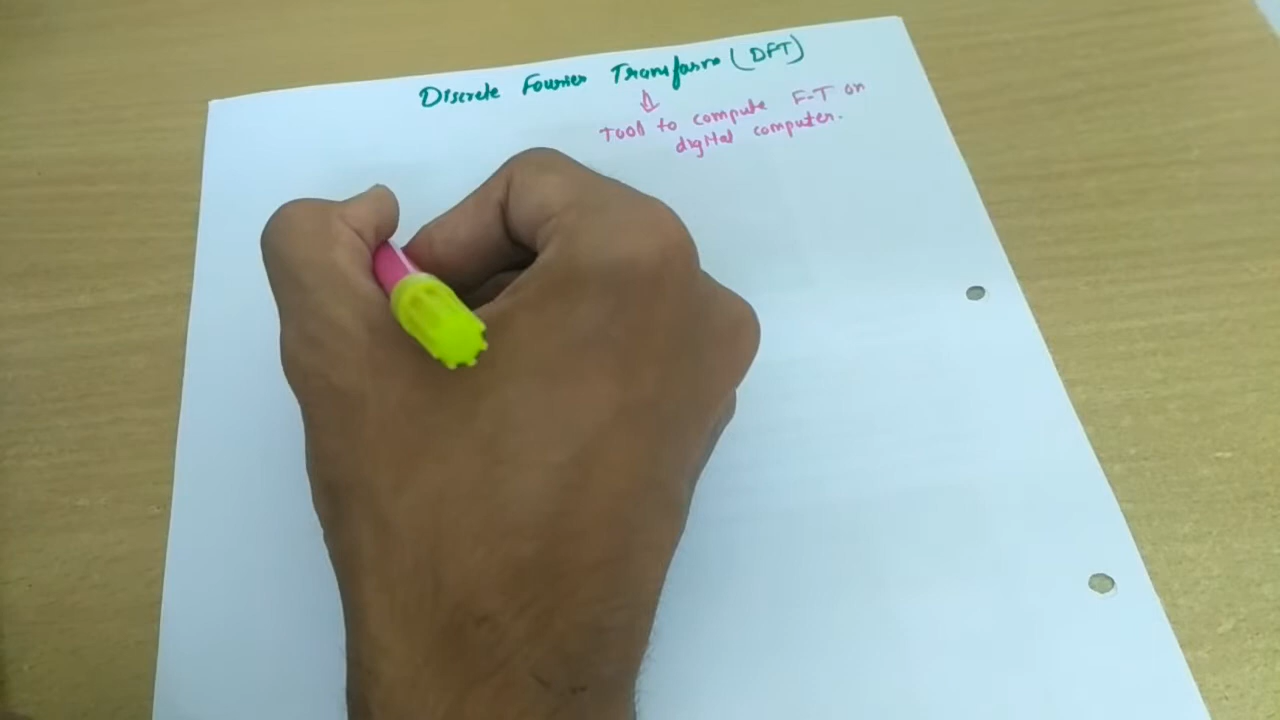 Discrete Fourier Transform (DFT)
Tool to compute F-T on
digital computer.